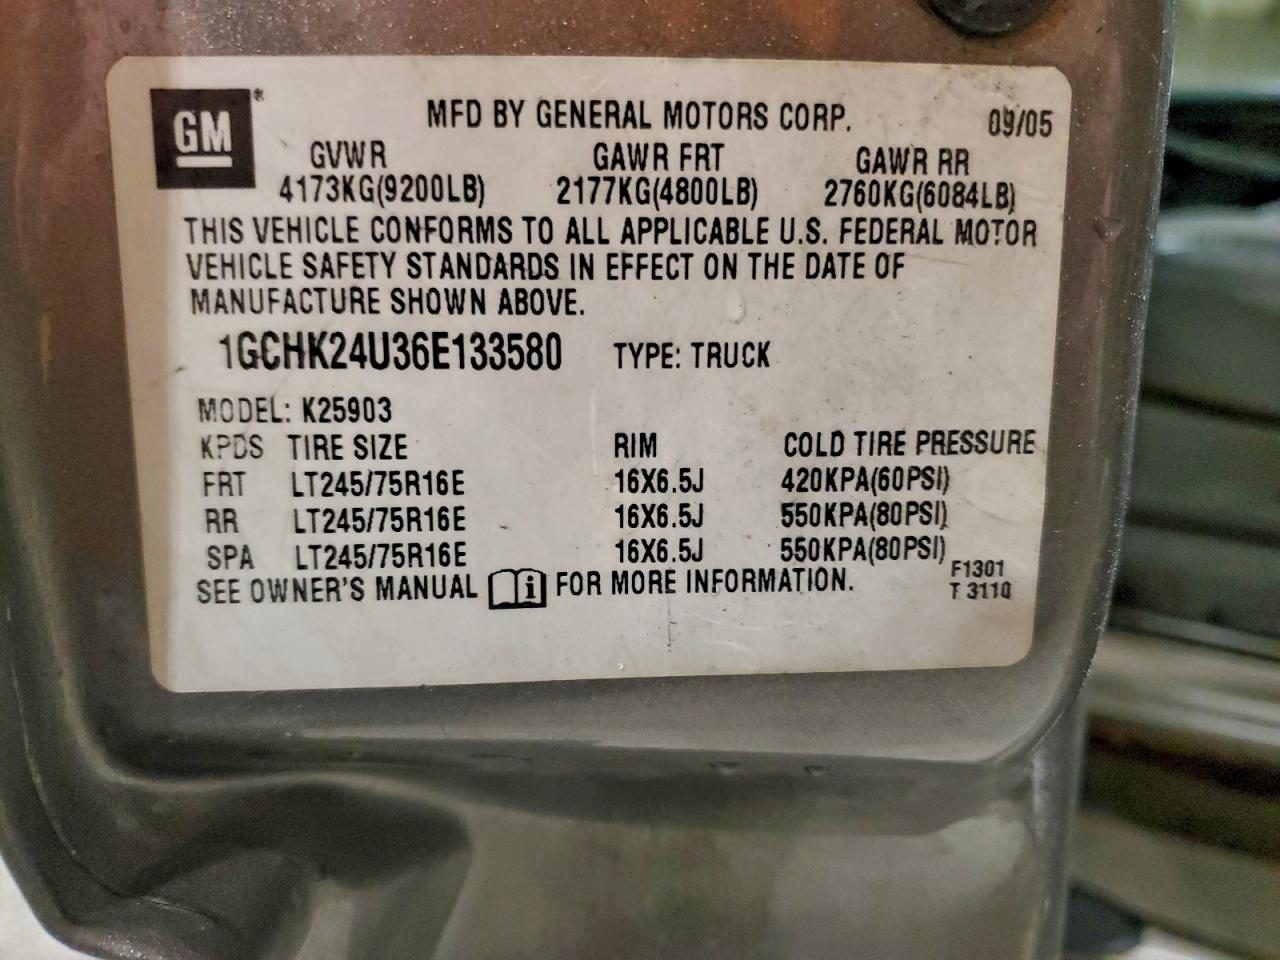 GM®
MFD BY GENERAL MOTORS CORP. 09/05
GVWR GAWR FRT GAWR RR
4173KG(9200LB) 2177KG(4800LB) 2760KG(6084LB)
THIS VEHICLE CONFORMS TO ALL APPLICABLE U.S. FEDERAL MOTOR
VEHICLE SAFETY STANDARDS IN EFFECT ON THE DATE OF
MANUFACTURE SHOWN ABOVE.
1GCHK24U36E133580 TYPE: TRUCK
MODEL: K25903
KPDS TIRE SIZE RIM COLD TIRE PRESSURE
FRT LT245/75R16E 16X6.5J 420KPA(60PSI)
RR LT245/75R16E 16X6.5J 550KPA(80PSI)
SPA LT245/75R16E 16X6.5J 550KPA(80PSI)
SEE OWNER'S MANUAL i FOR MORE INFORMATION.
F1301
T 3110